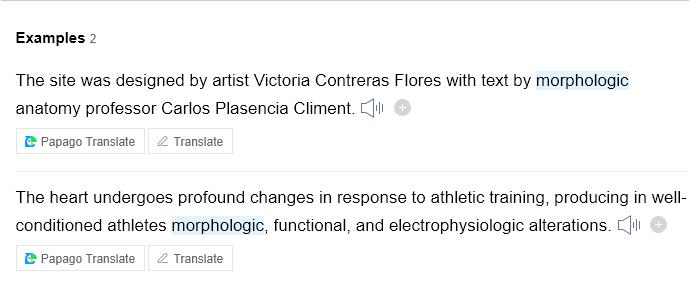 Examples 2
The site was designed by artist Victoria Contreras Flores with text by morphologic
anatomy professor Carlos Plasencia Climent.
Papago Translate Translate
The heart undergoes profound changes in response to athletic training, producing in well-
conditioned athletes morphologic, functional, and electrophysiologic alterations.
Papago Translate Translate